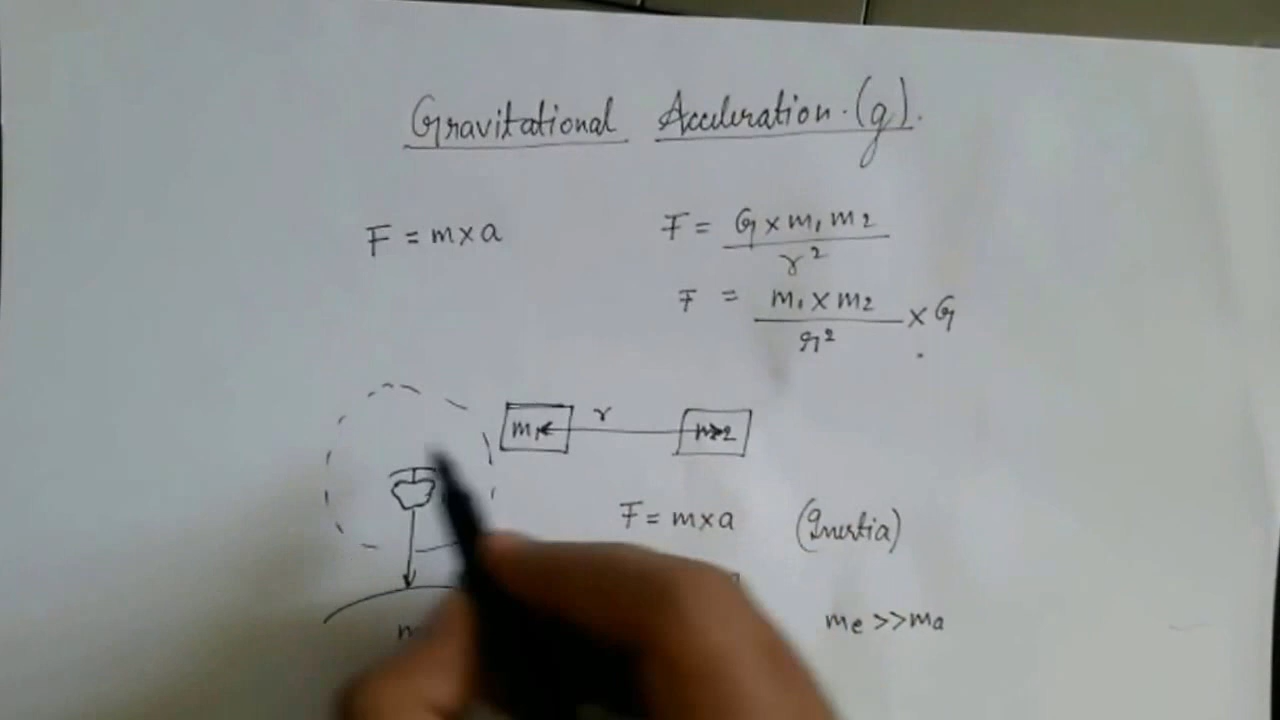 Gravitational Acceleration. (g).
F = m×a
F = G × m₁ m₂ / r²
F = m₁ × m₂ / r² × G
m₁ r m₂
F = m×a (Inertia)
me >> ma
m